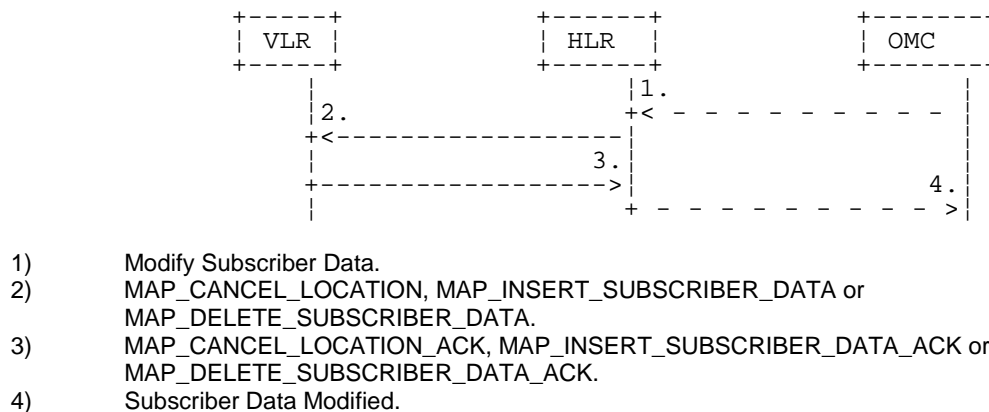 VLR HLR OMC
1.
2.
3.
4.
1) Modify Subscriber Data.
2) MAP_CANCEL_LOCATION, MAP_INSERT_SUBSCRIBER_DATA or
MAP_DELETE_SUBSCRIBER_DATA.
3) MAP_CANCEL_LOCATION_ACK, MAP_INSERT_SUBSCRIBER_DATA_ACK or
MAP_DELETE_SUBSCRIBER_DATA_ACK.
4) Subscriber Data Modified.